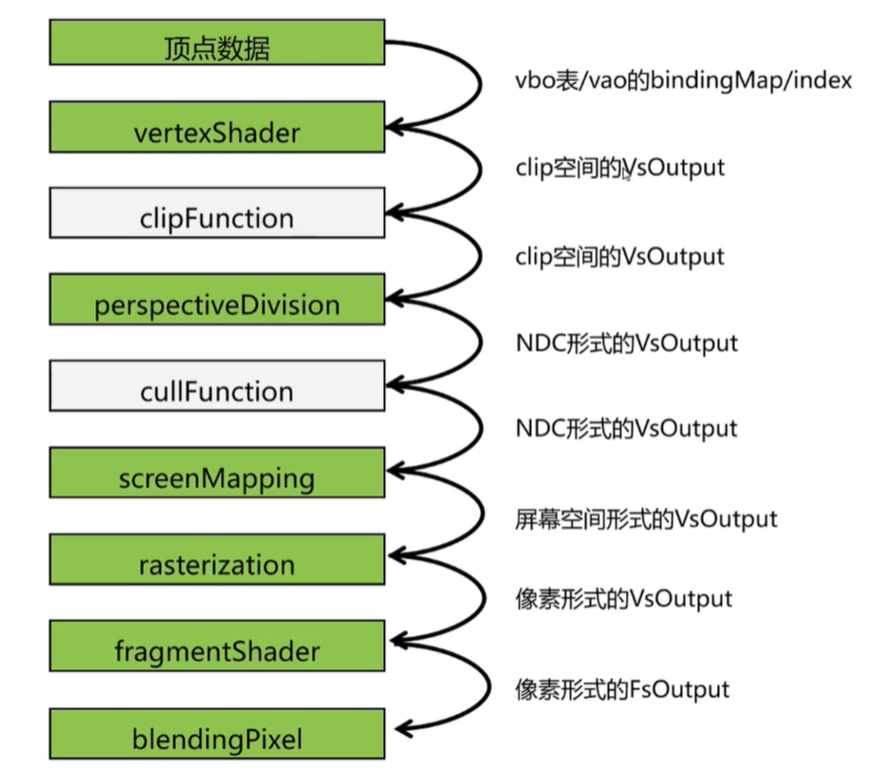 顶点数据
vbo表/vao的bindingMap/index
vertexShader
clip空间的VsOutput
clipFunction
clip空间的VsOutput
perspectiveDivision
NDC形式的VsOutput
cullFunction
NDC形式的VsOutput
screenMapping
屏幕空间形式的VsOutput
rasterization
像素形式的VsOutput
fragmentShader
像素形式的FsOutput
blendingPixel